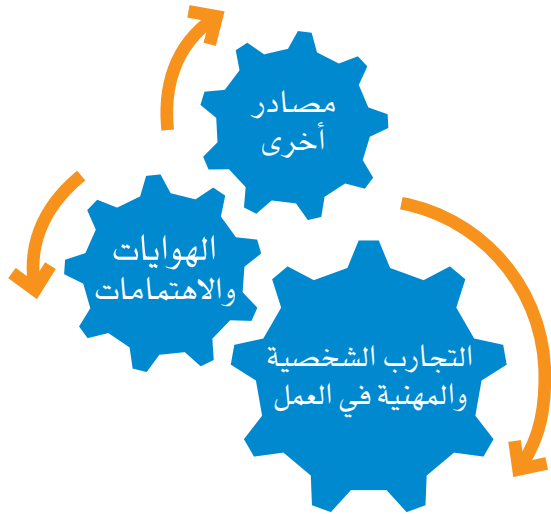 مصادر
أخرى
الهوايات
والاهتمامات
التجارب الشخصية
والمهنية في العمل